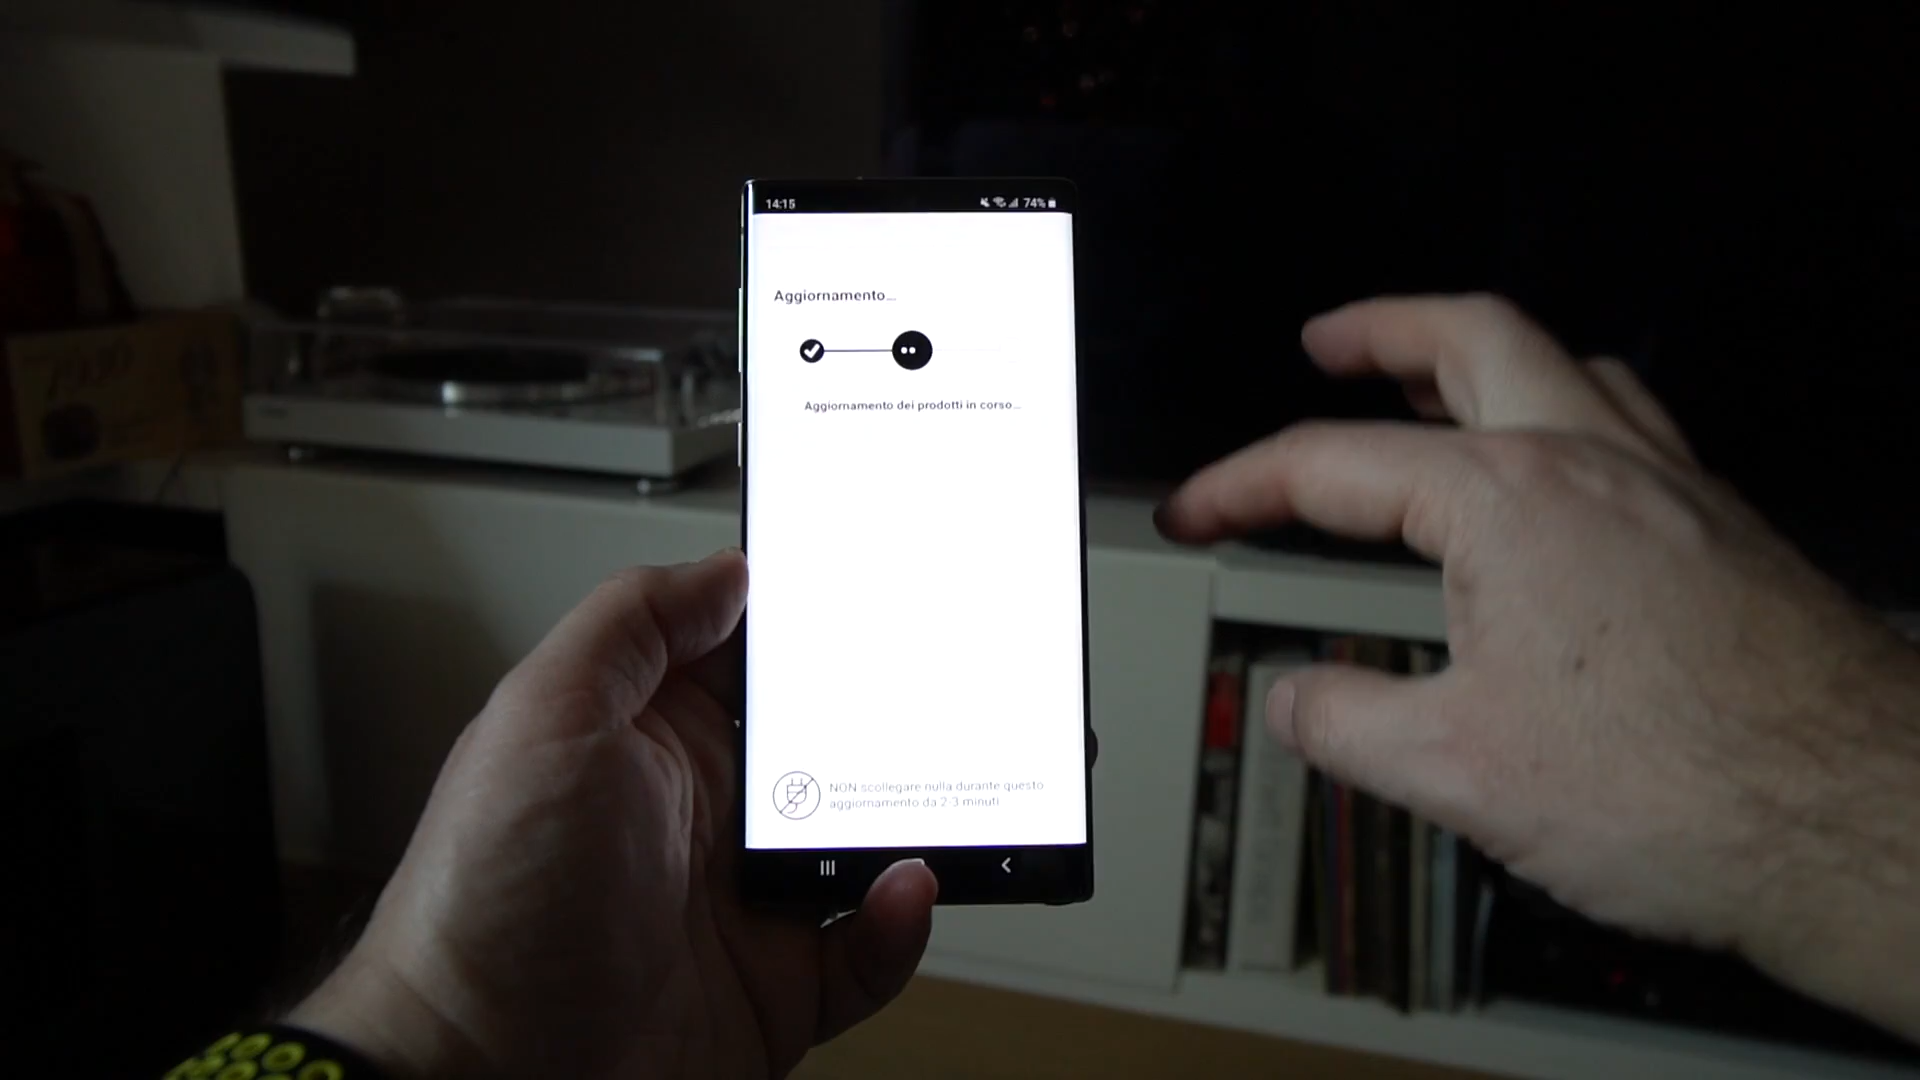 14:15
74%
Aggiornamento...
Aggiornamento dei prodotti in corso...
NON scollegare nulla durante questo
aggiornamento da 2-3 minuti